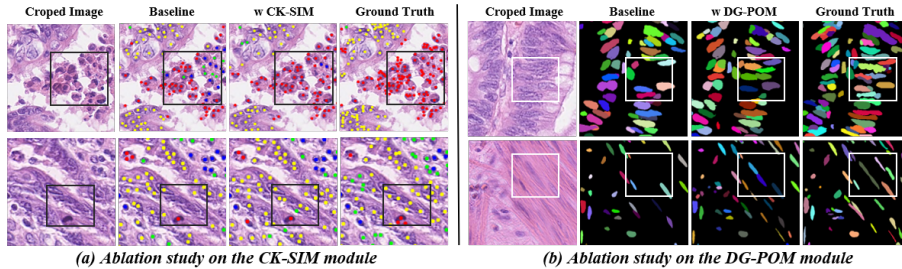 Croped Image Baseline w CK-SIM Ground Truth
Croped Image Baseline w DG-POM Ground Truth
(a) Ablation study on the CK-SIM module
(b) Ablation study on the DG-POM module